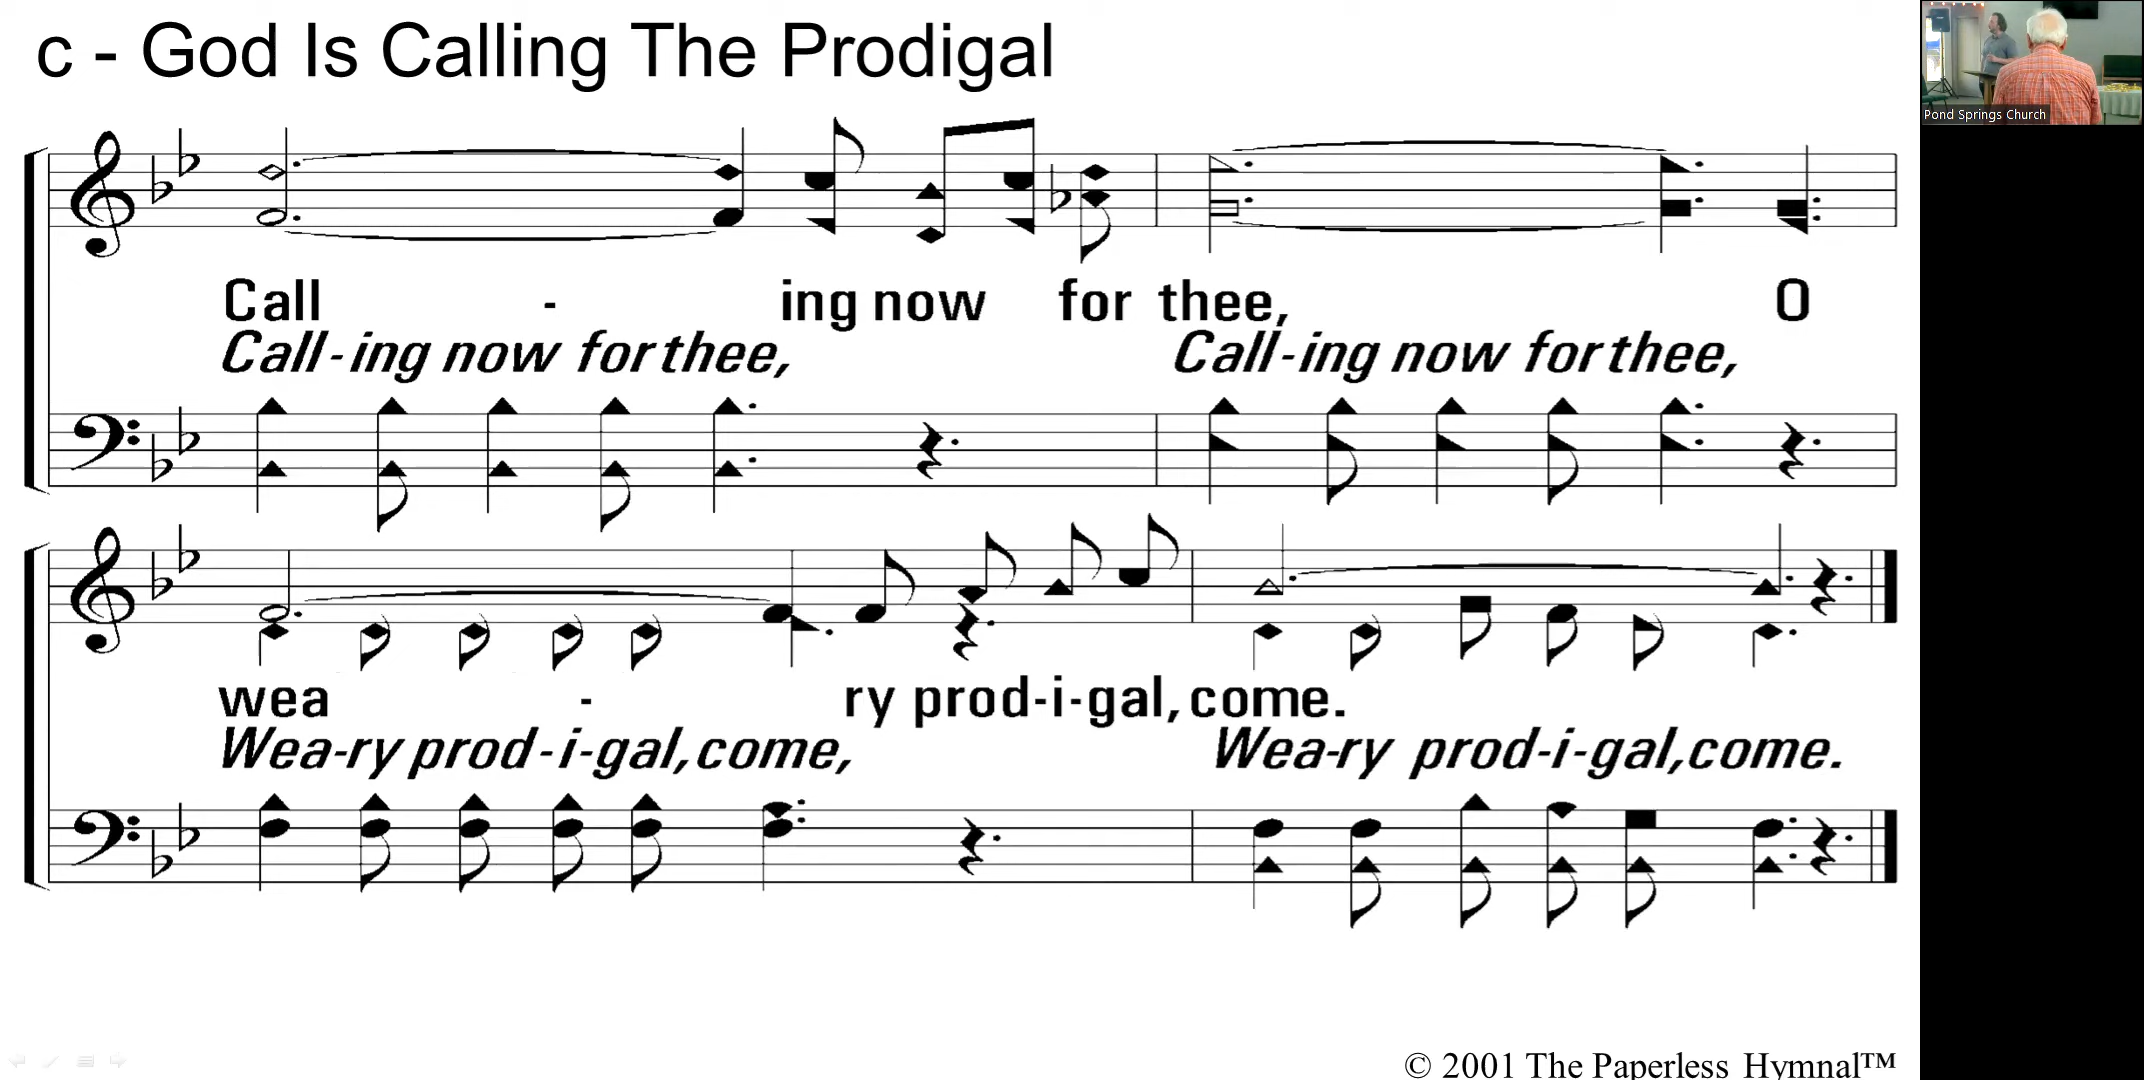 c - God Is Calling The Prodigal
Pond Springs Church
Call - ing now for thee, O
Call-ing now for thee, Call-ing now for thee,
wea - ry prod-i-gal, come.
Wea-ry prod-i-gal, come, Wea-ry prod-i-gal, come.
© 2001 The Paperless Hymnal™